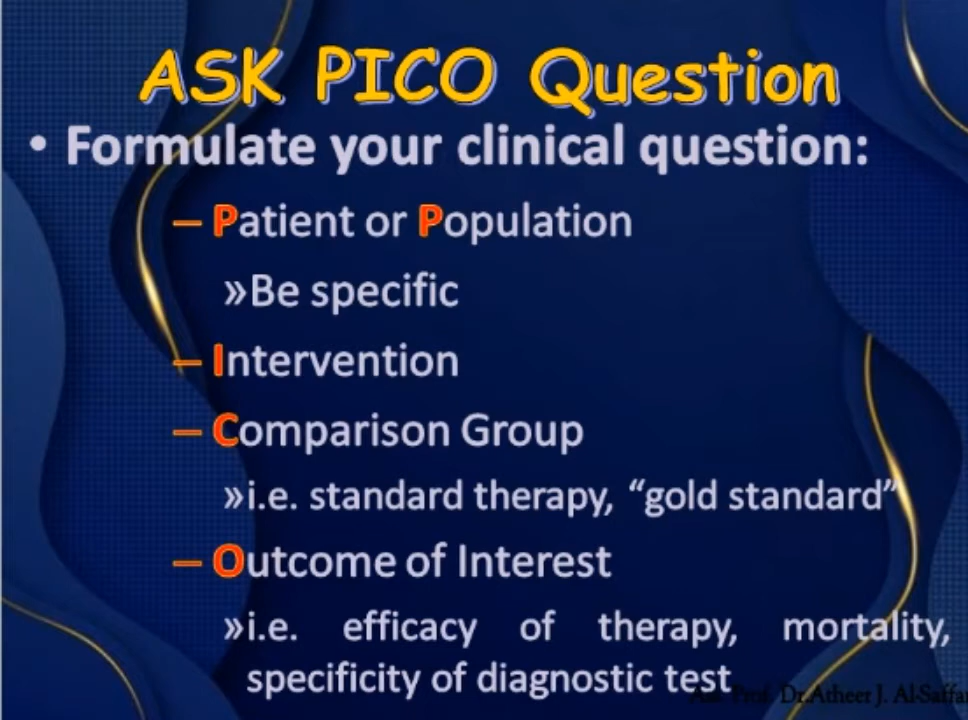 ASK PICO Question
• Formulate your clinical question:
– Patient or Population
»Be specific
– Intervention
– Comparison Group
»i.e. standard therapy, “gold standard”
– Outcome of Interest
»i.e. efficacy of therapy, mortality,
specificity of diagnostic test
Prof. Dr.Atheer J. Al-Saffar